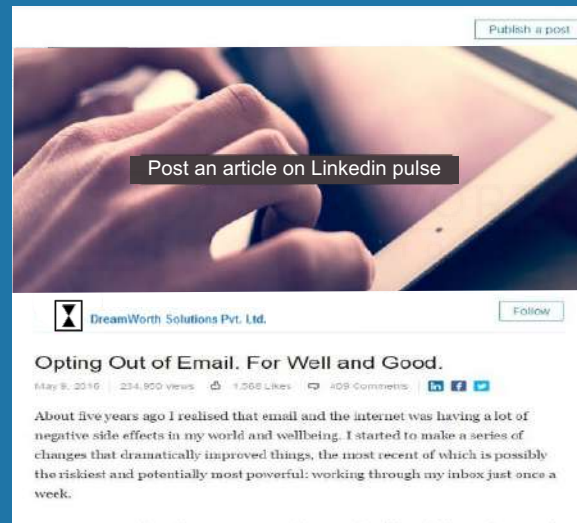 Publish a post
Post an article on Linkedin pulse
DreamWorth Solutions Pvt. Ltd.
Follow
Opting Out of Email. For Well and Good.
May 9, 2016 234,950 views 1,568 Likes 409 Comments in f
About five years ago I realised that email and the internet was having a lot of
negative side effects in my world and wellbeing. I started to make a series of
changes that dramatically improved things, the most recent of which is possibly
the riskiest and potentially most powerful: working through my inbox just once a
week.